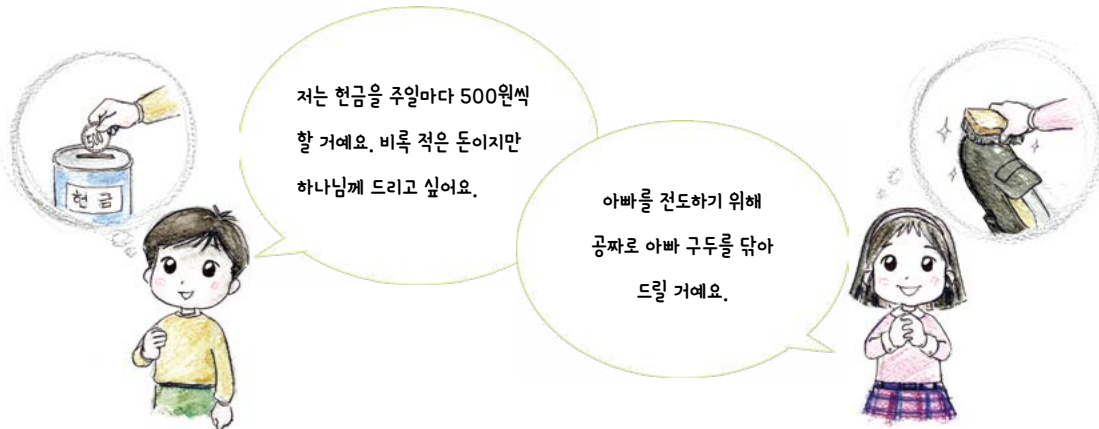 저는 헌금을 주일마다 500원씩
할 거예요. 비록 적은 돈이지만
하나님께 드리고 싶어요.
아빠를 전도하기 위해
공짜로 아빠 구두를 닦아
드릴 거예요.
500
헌 금